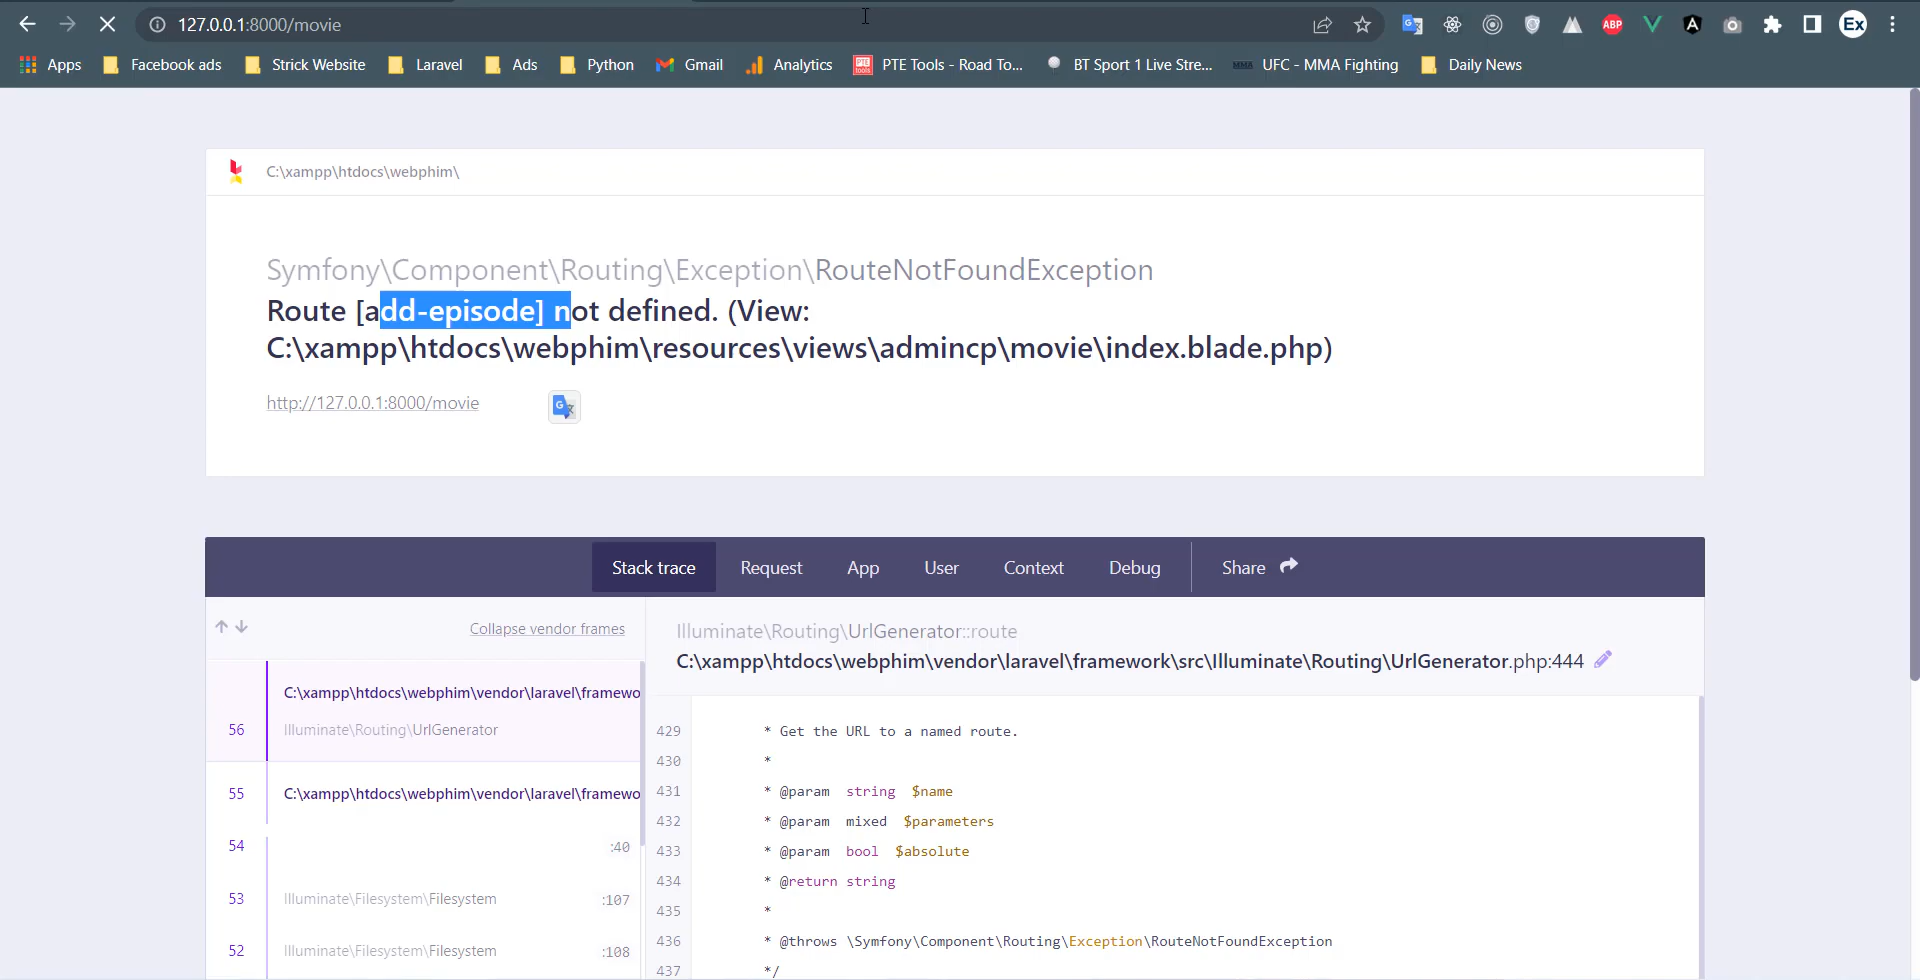 127.0.0.1:8000/movie
ABP
A
Ex
Apps Facebook ads Strick Website Laravel Ads Python Gmail Analytics PTE Tools - Road To... BT Sport 1 Live Stre... UFC - MMA Fighting Daily News
C:\xampp\htdocs\webphim\
Symfony\Component\Routing\Exception\RouteNotFoundException
Route [add-episode] not defined. (View:
C:\xampp\htdocs\webphim\resources\views\admincp\movie\index.blade.php)
http://127.0.0.1:8000/movie
Stack trace Request App User Context Debug Share
Collapse vendor frames
C:\xampp\htdocs\webphim\vendor\laravel\framewo
56 Illuminate\Routing\UrlGenerator
55 C:\xampp\htdocs\webphim\vendor\laravel\framewo
54 :40
53 Illuminate\Filesystem\Filesystem :107
52 Illuminate\Filesystem\Filesystem :108
Illuminate\Routing\UrlGenerator::route
C:\xampp\htdocs\webphim\vendor\laravel\framework\src\Illuminate\Routing\UrlGenerator.php:444
429 * Get the URL to a named route.
430 *
431 * @param string $name
432 * @param mixed $parameters
433 * @param bool $absolute
434 * @return string
435 *
436 * @throws \Symfony\Component\Routing\Exception\RouteNotFoundException
437 */